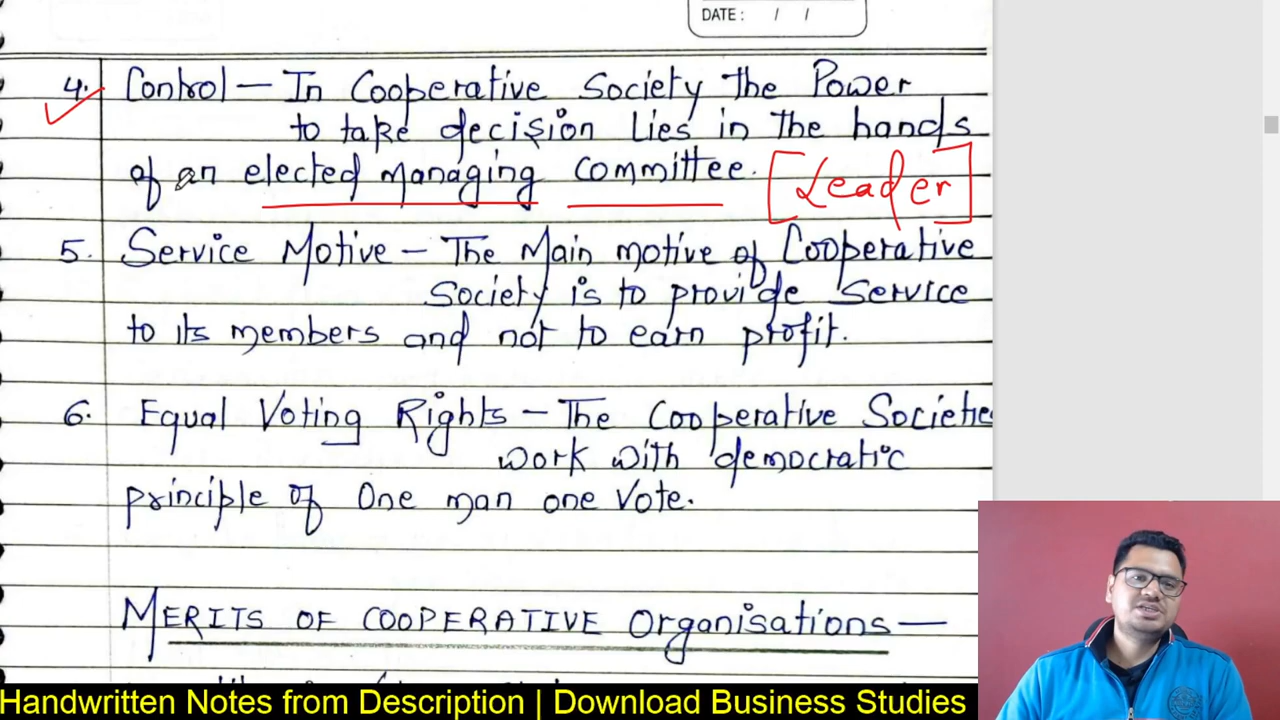 DATE: / /
4. Control — In Cooperative Society the Power
to take decision lies in the hands
of an elected managing committee. [Leader]
5. Service Motive — The Main motive of Cooperative
Society is to provide service
to its members and not to earn profit.
6. Equal Voting Rights — The Cooperative Societies
work with democratic
principle of One man one vote.
MERITS OF COOPERATIVE Organisations —
Handwritten Notes from Description | Download Business Studies